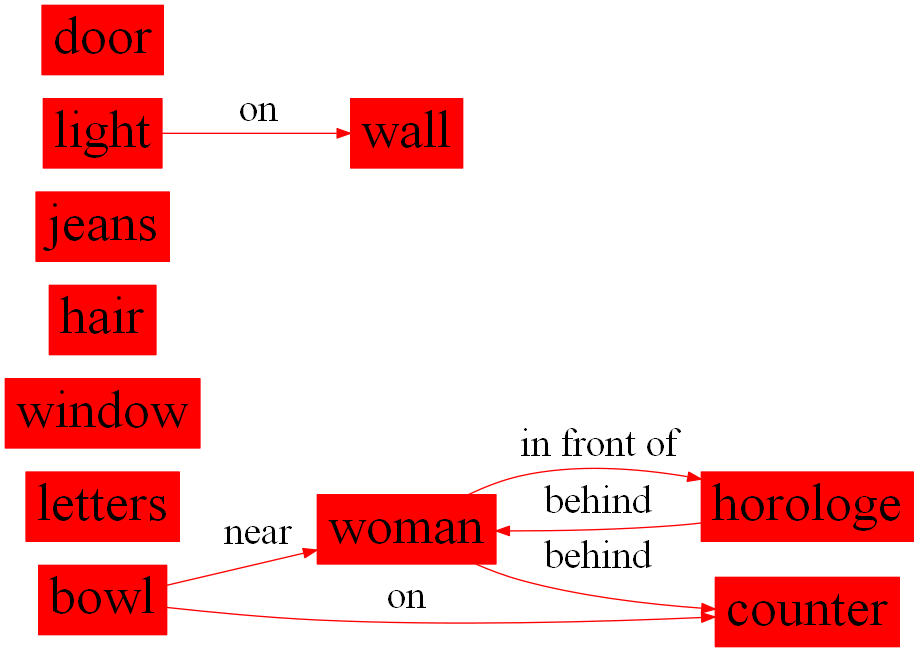 door
light
on
wall
jeans
hair
window
in front of
letters
behind
horologe
near
woman
behind
bowl
on
counter